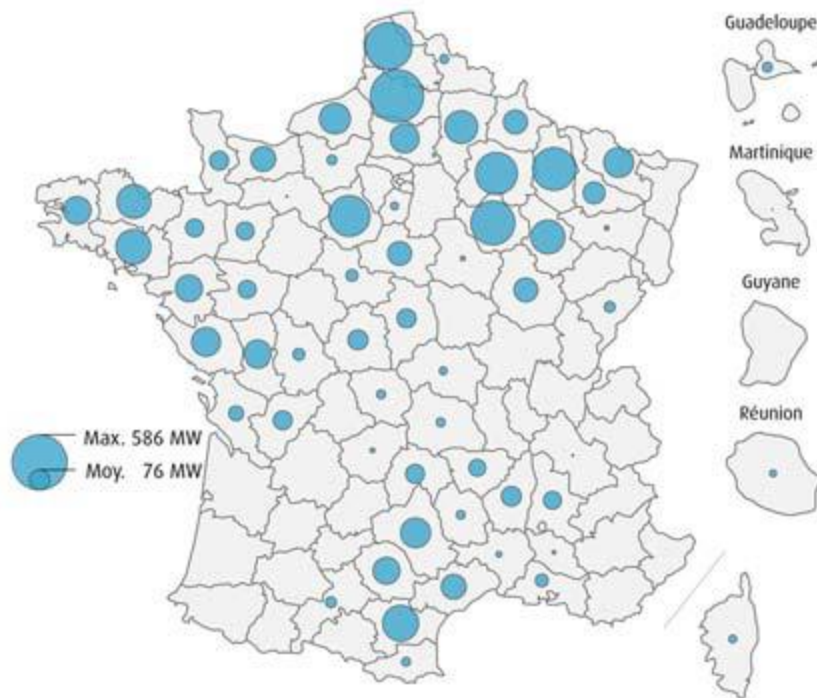 Guadeloupe
Martinique
Guyane
Réunion
Max. 586 MW
Moy. 76 MW